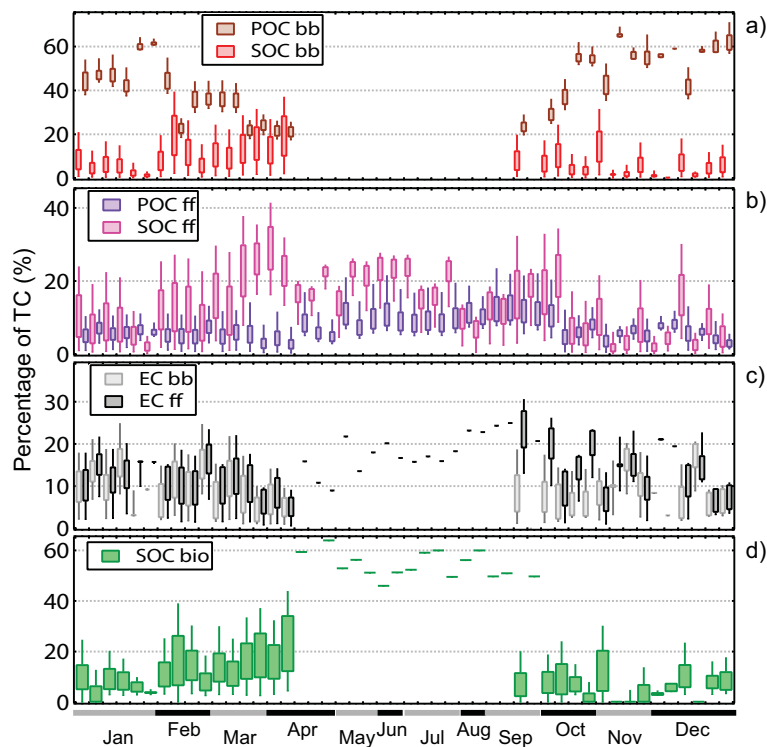 a)
POC bb
SOC bb
60
40
20
0
b)
POC ff
SOC ff
40
20
0
c)
EC bb
EC ff
30
20
10
0
d)
SOC bio
60
40
20
0
Percentage of TC (%)
Jan Feb Mar Apr May Jun Jul Aug Sep Oct Nov Dec